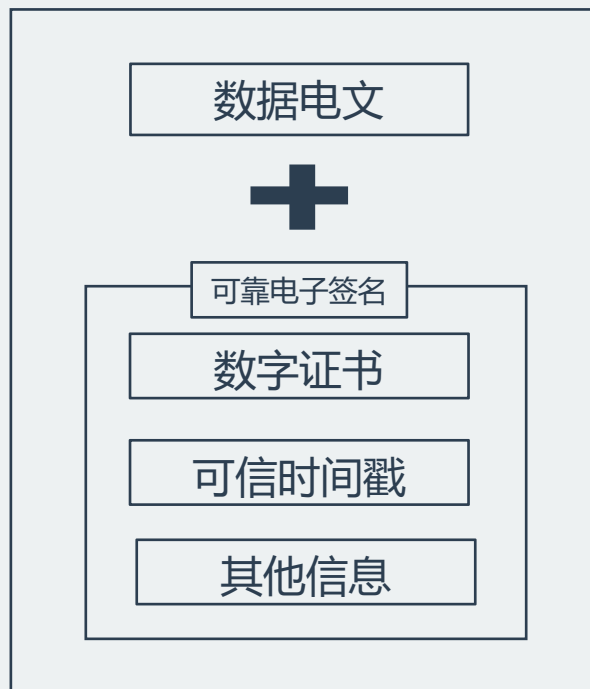 数据电文
可靠电子签名
数字证书
可信时间戳
其他信息